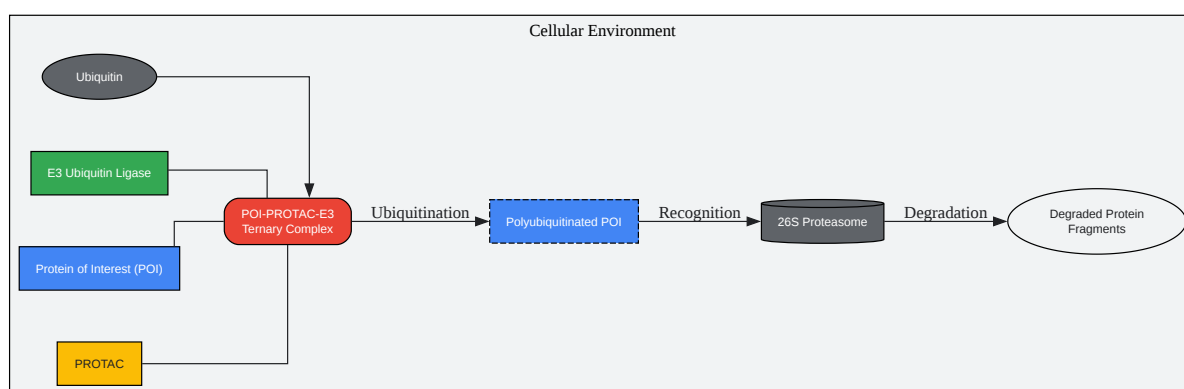 Cellular Environment
Ubiquitin
E3 Ubiquitin Ligase
POI-PROTAC-E3
Ternary Complex
Ubiquitination
Polyubiquitinated POI
Recognition
26S Proteasome
Degradation
Degraded Protein
Fragments
Protein of Interest (POI)
PROTAC